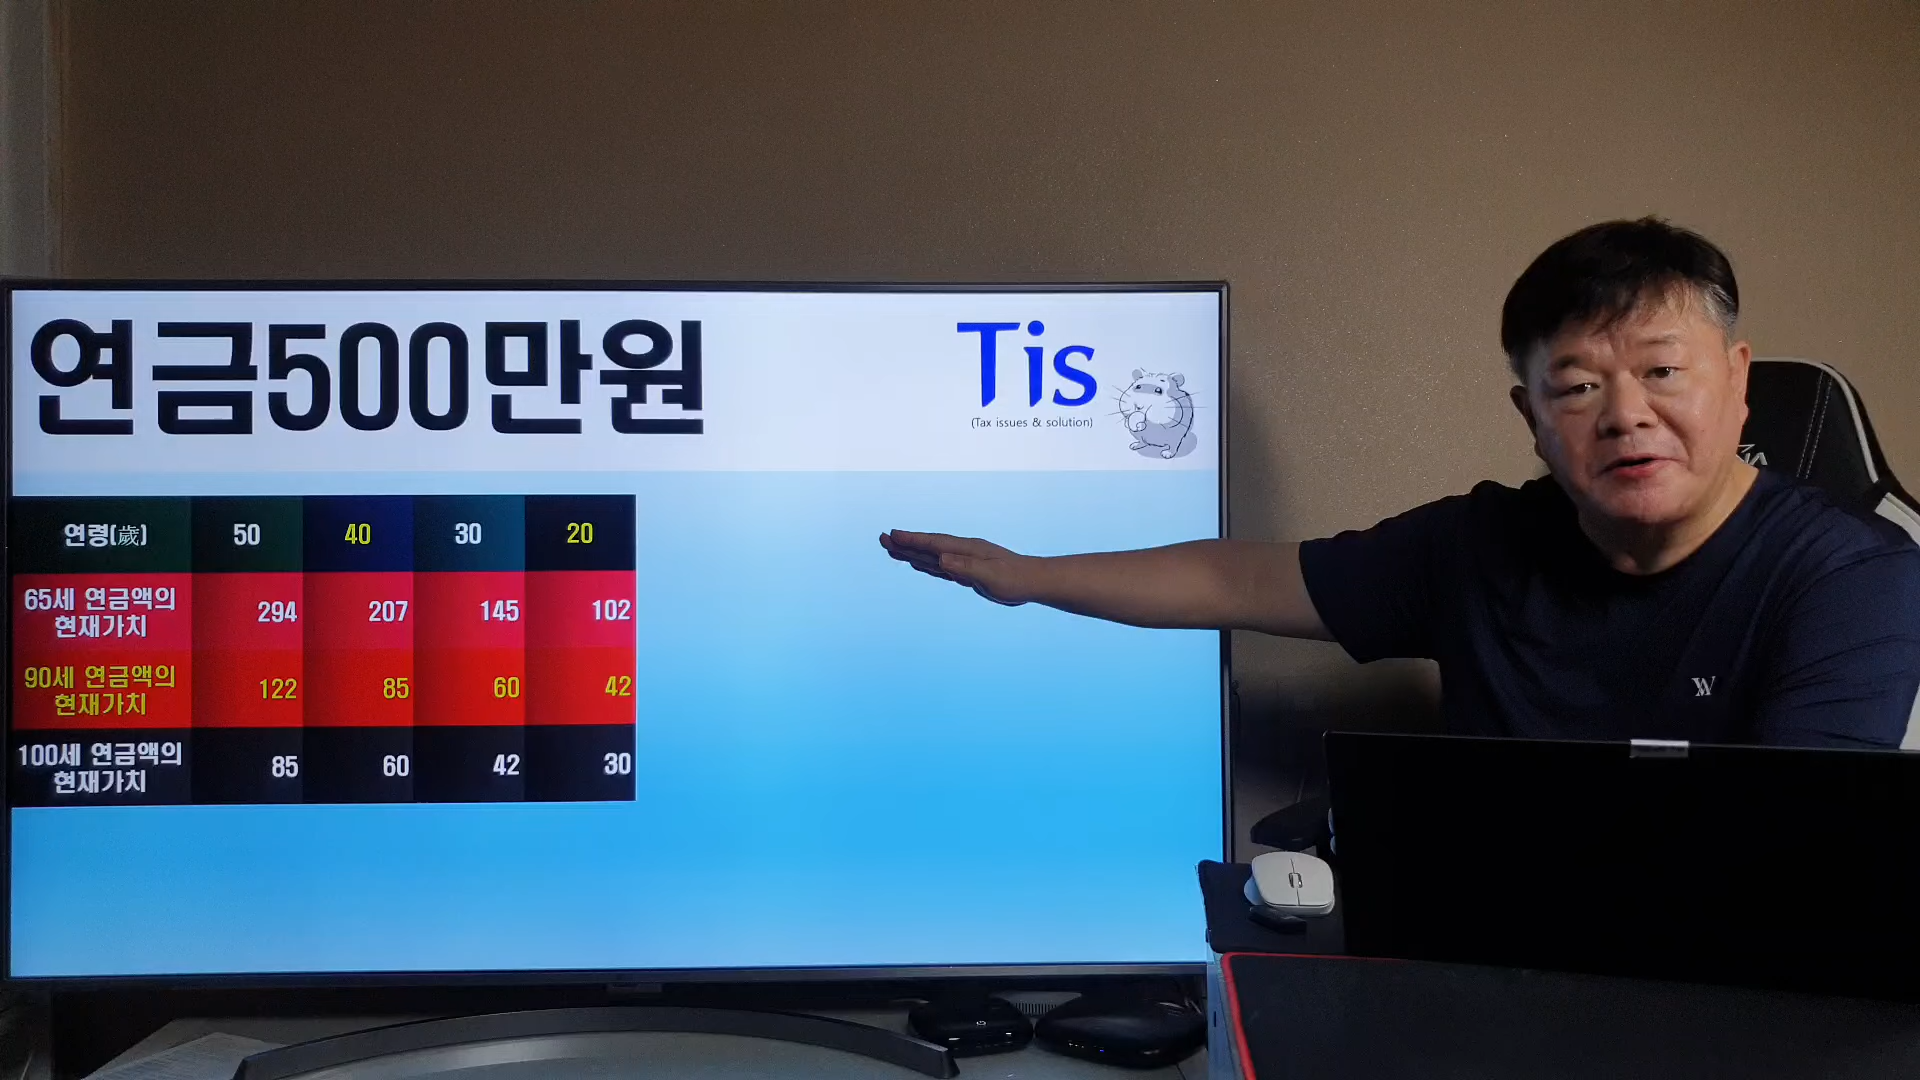 연금500만원
Tis
(Tax issues & solution)
연령(歲) 50 40 30 20
65세 연금액의
현재가치 294 207 145 102
90세 연금액의
현재가치 122 85 60 42
100세 연금액의
현재가치 85 60 42 30